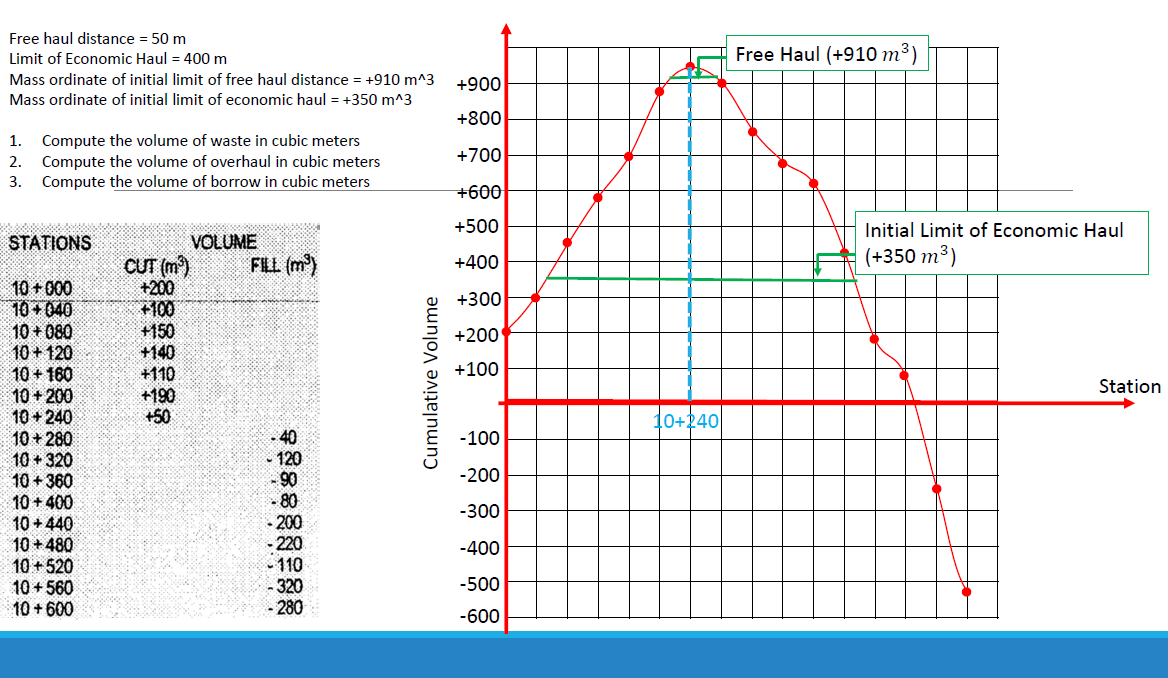 Free haul distance = 50 m
Limit of Economic Haul = 400 m
Mass ordinate of initial limit of free haul distance = +910 m^3
Mass ordinate of initial limit of economic haul = +350 m^3
1. Compute the volume of waste in cubic meters
2. Compute the volume of overhaul in cubic meters
3. Compute the volume of borrow in cubic meters
STATIONS VOLUME
CUT (m³) FILL (m³)
10 + 000 +200
10 + 040 +100
10 + 080 +150
10 + 120 +140
10 + 160 +110
10 + 200 +190
10 + 240 +50
10 + 280 - 40
10 + 320 - 120
10 + 360 - 90
10 + 400 - 80
10 + 440 - 200
10 + 480 - 220
10 + 520 - 110
10 + 560 - 320
10 + 600 - 280
Cumulative Volume
+900
+800
+700
+600
+500
+400
+300
+200
+100
-100
-200
-300
-400
-500
-600
Free Haul (+910 m³)
Initial Limit of Economic Haul
(+350 m³)
Station
10+240